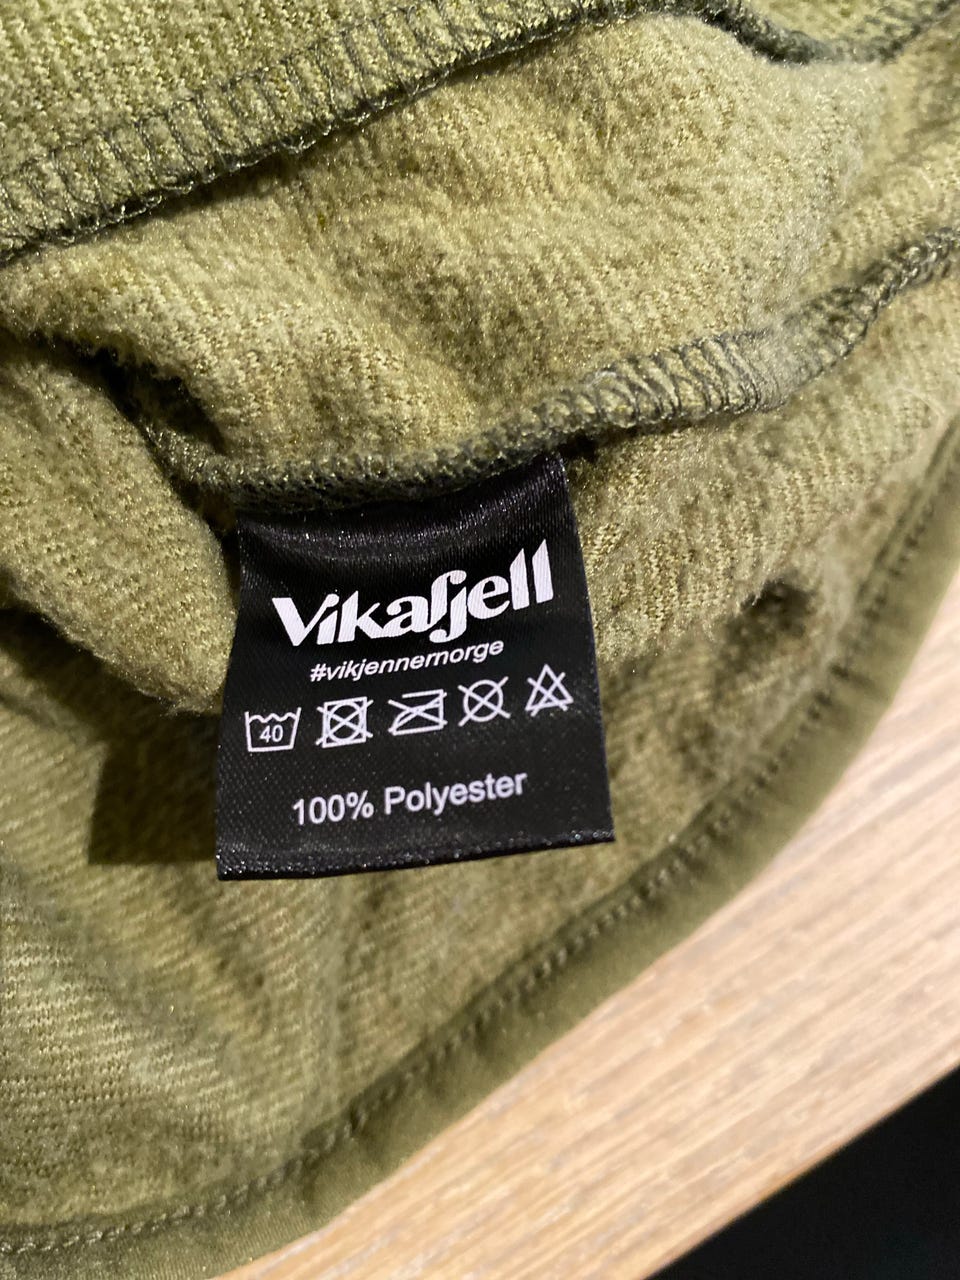 Vikafjell
#vikjennernorge
40
100% Polyester